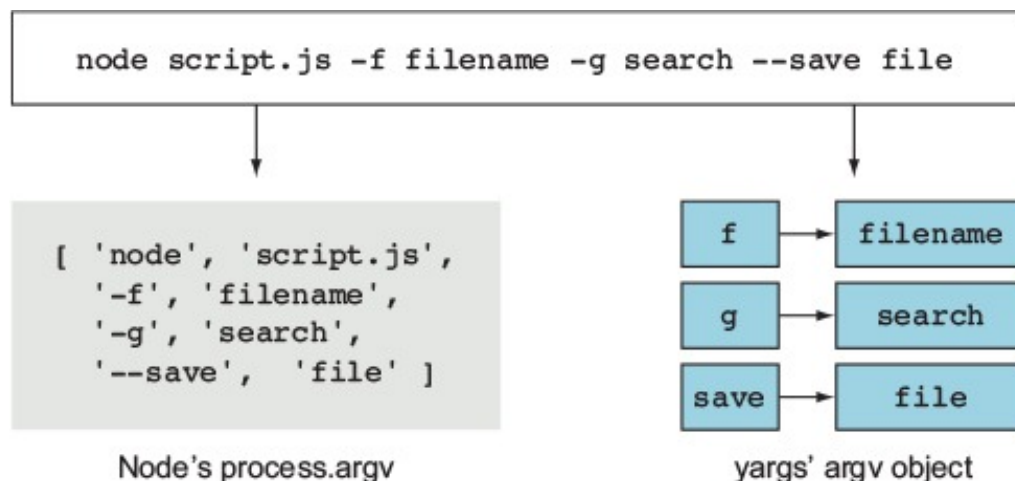 node script.js -f filename -g search --save file
[ 'node', 'script.js',
'-f', 'filename',
'-g', 'search',
'--save', 'file' ]
Node's process.argv
f filename
g search
save file
yargs' argv object